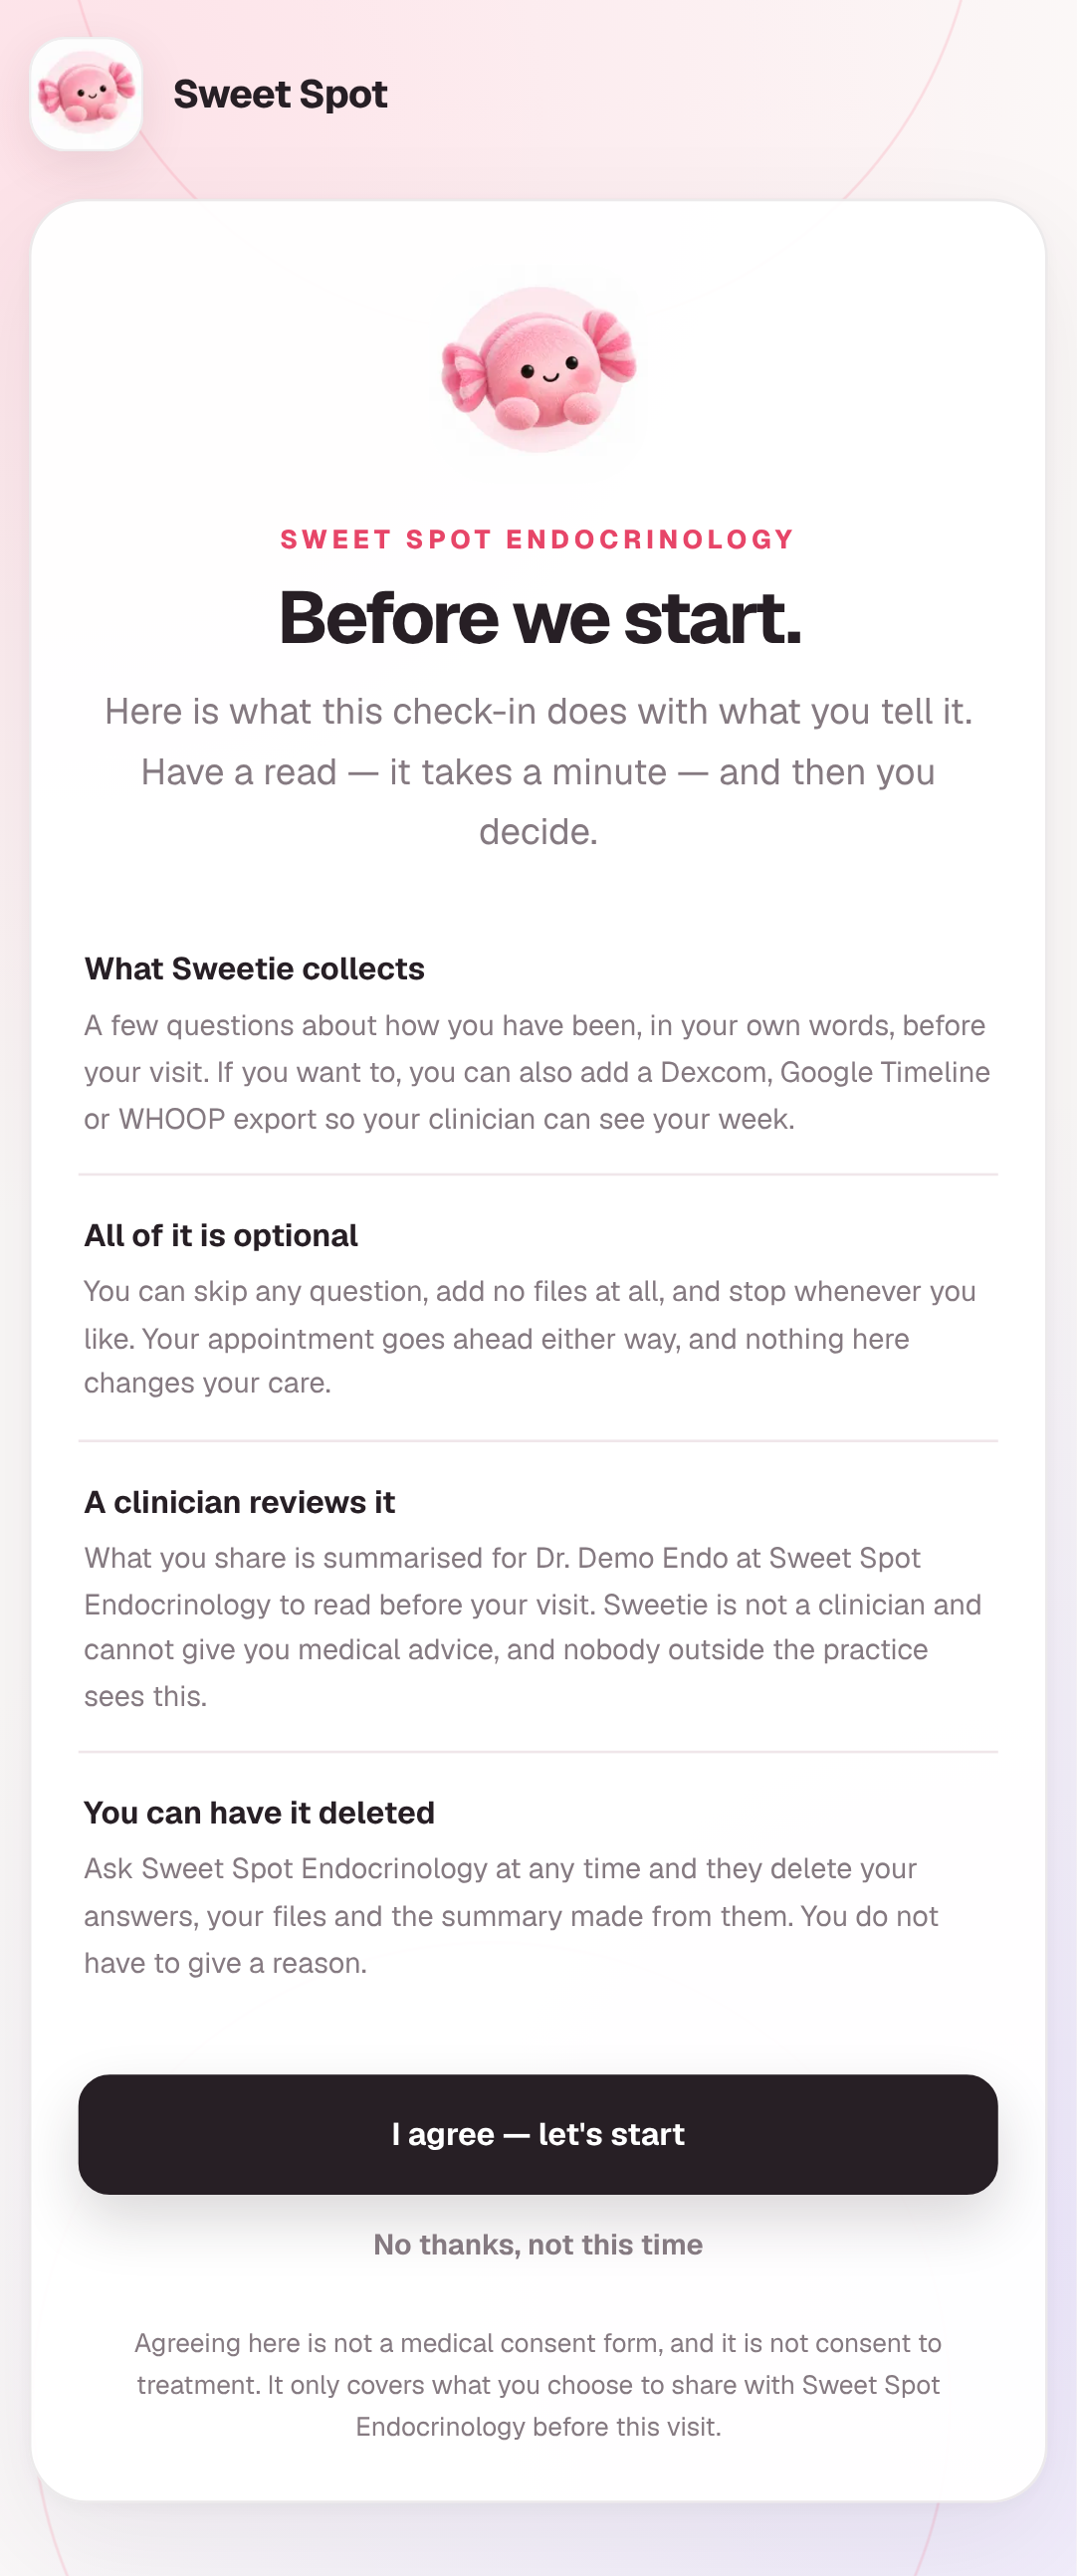 Sweet Spot
SWEET SPOT ENDOCRINOLOGY
Before we start.
Here is what this check-in does with what you tell it.
Have a read — it takes a minute — and then you
decide.
What Sweetie collects
A few questions about how you have been, in your own words, before
your visit. If you want to, you can also add a Dexcom, Google Timeline
or WHOOP export so your clinician can see your week.
All of it is optional
You can skip any question, add no files at all, and stop whenever you
like. Your appointment goes ahead either way, and nothing here
changes your care.
A clinician reviews it
What you share is summarised for Dr. Demo Endo at Sweet Spot
Endocrinology to read before your visit. Sweetie is not a clinician and
cannot give you medical advice, and nobody outside the practice
sees this.
You can have it deleted
Ask Sweet Spot Endocrinology at any time and they delete your
answers, your files and the summary made from them. You do not
have to give a reason.
I agree — let's start
No thanks, not this time
Agreeing here is not a medical consent form, and it is not consent to
treatment. It only covers what you choose to share with Sweet Spot
Endocrinology before this visit.